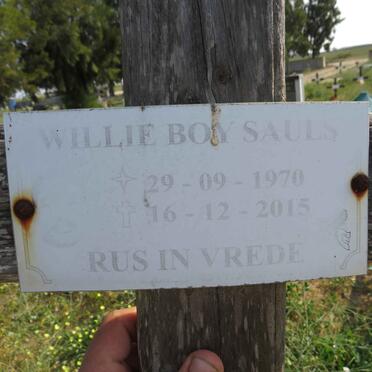 WILLIE BOY SAULS
29 - 09 - 1970
16 - 12 - 2015
RUS IN VREDE